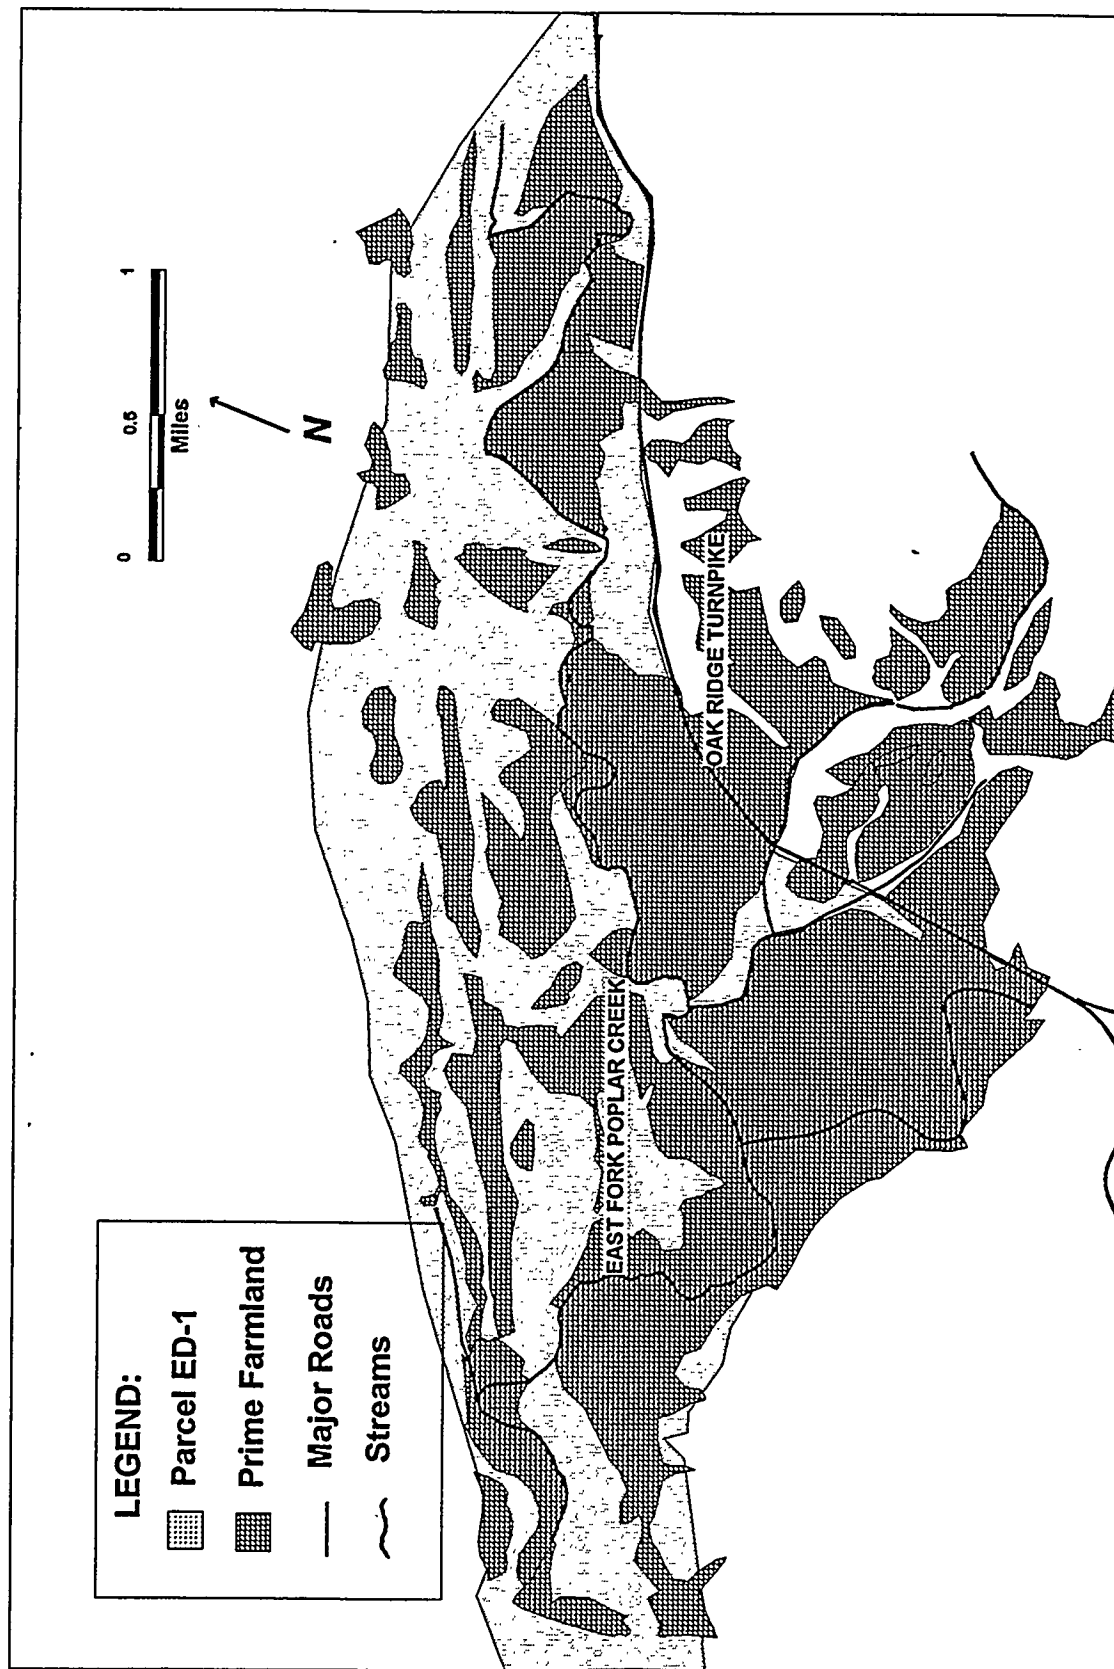 LEGEND:
Parcel ED-1
Prime Farmland
Major Roads
Streams
0 0.5 1
Miles
N
EAST FORK POPLAR CREEK
OAK RIDGE TURNPIKE